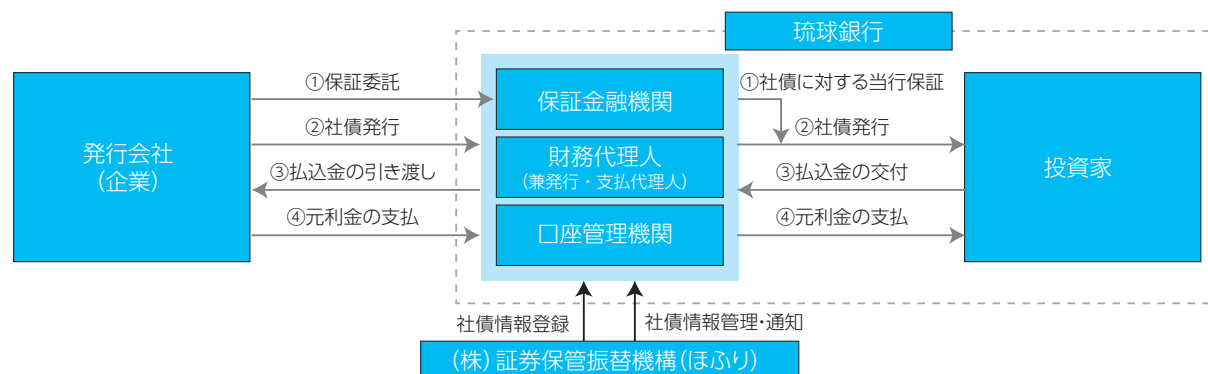 琉球銀行
発行会社
(企業)
①保証委託
②社債発行
③払込金の引き渡し
④元利金の支払
保証金融機関
財務代理人
(兼発行・支払代理人)
口座管理機関
①社債に対する当行保証
②社債発行
③払込金の交付
④元利金の支払
投資家
社債情報登録
社債情報管理・通知
(株)証券保管振替機構(ほふり)